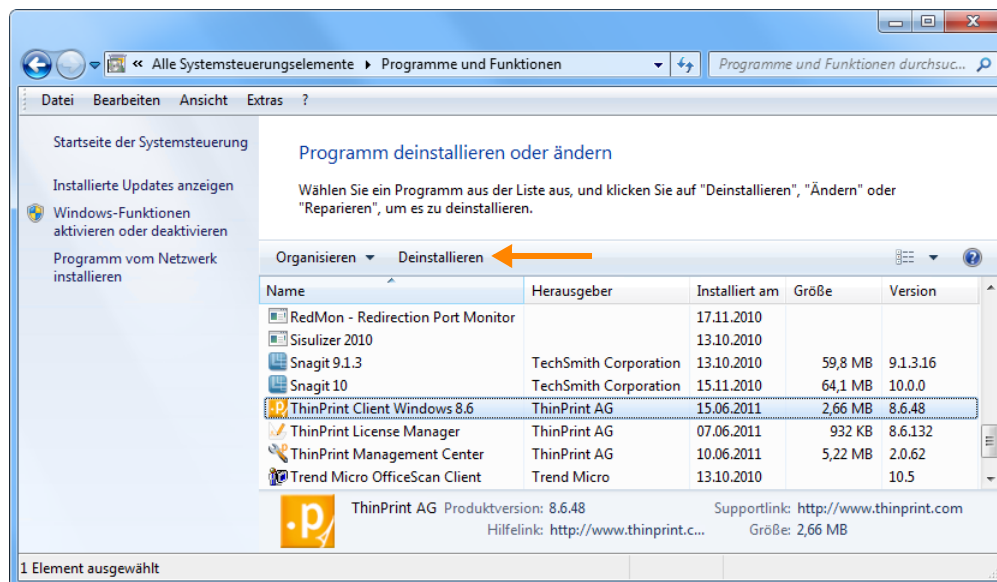 « Alle Systemsteuerungselemente ▸ Programme und Funktionen
Programme und Funktionen durchsuc...
Datei Bearbeiten Ansicht Extras ?
Startseite der Systemsteuerung
Installierte Updates anzeigen
Windows-Funktionen
aktivieren oder deaktivieren
Programm vom Netzwerk
installieren
Programm deinstallieren oder ändern
Wählen Sie ein Programm aus der Liste aus, und klicken Sie auf "Deinstallieren", "Ändern" oder
"Reparieren", um es zu deinstallieren.
Organisieren Deinstallieren
Name Herausgeber Installiert am Größe Version
RedMon - Redirection Port Monitor 17.11.2010
Sisulizer 2010 13.10.2010
Snagit 9.1.3 TechSmith Corporation 13.10.2010 59,8 MB 9.1.3.16
Snagit 10 TechSmith Corporation 15.11.2010 64,1 MB 10.0.0
ThinPrint Client Windows 8.6 ThinPrint AG 15.06.2011 2,66 MB 8.6.48
ThinPrint License Manager ThinPrint AG 07.06.2011 932 KB 8.6.132
ThinPrint Management Center ThinPrint AG 10.06.2011 5,22 MB 2.0.62
Trend Micro OfficeScan Client Trend Micro 13.10.2010 10.5
.p
ThinPrint AG Produktversion: 8.6.48 Supportlink: http://www.thinprint.com
Hilfelink: http://www.thinprint.c... Größe: 2,66 MB
1 Element ausgewählt